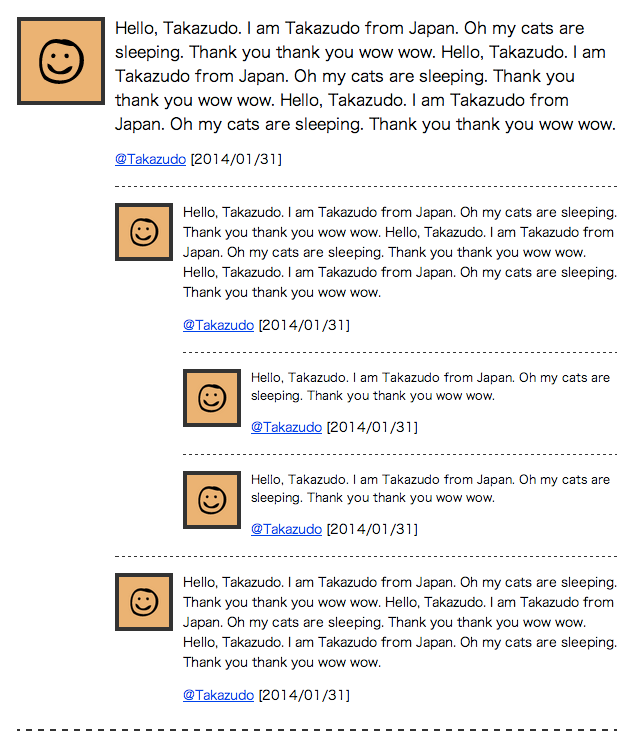 Hello, Takazudo. I am Takazudo from Japan. Oh my cats are
sleeping. Thank you thank you wow wow. Hello, Takazudo. I am
Takazudo from Japan. Oh my cats are sleeping. Thank you
thank you wow wow. Hello, Takazudo. I am Takazudo from
Japan. Oh my cats are sleeping. Thank you thank you wow wow.
@Takazudo [2014/01/31]
Hello, Takazudo. I am Takazudo from Japan. Oh my cats are sleeping.
Thank you thank you wow wow. Hello, Takazudo. I am Takazudo from
Japan. Oh my cats are sleeping. Thank you thank you wow wow.
Hello, Takazudo. I am Takazudo from Japan. Oh my cats are sleeping.
Thank you thank you wow wow.
@Takazudo [2014/01/31]
Hello, Takazudo. I am Takazudo from Japan. Oh my cats are
sleeping. Thank you thank you wow wow.
@Takazudo [2014/01/31]
Hello, Takazudo. I am Takazudo from Japan. Oh my cats are
sleeping. Thank you thank you wow wow.
@Takazudo [2014/01/31]
Hello, Takazudo. I am Takazudo from Japan. Oh my cats are sleeping.
Thank you thank you wow wow. Hello, Takazudo. I am Takazudo from
Japan. Oh my cats are sleeping. Thank you thank you wow wow.
Hello, Takazudo. I am Takazudo from Japan. Oh my cats are sleeping.
Thank you thank you wow wow.
@Takazudo [2014/01/31]